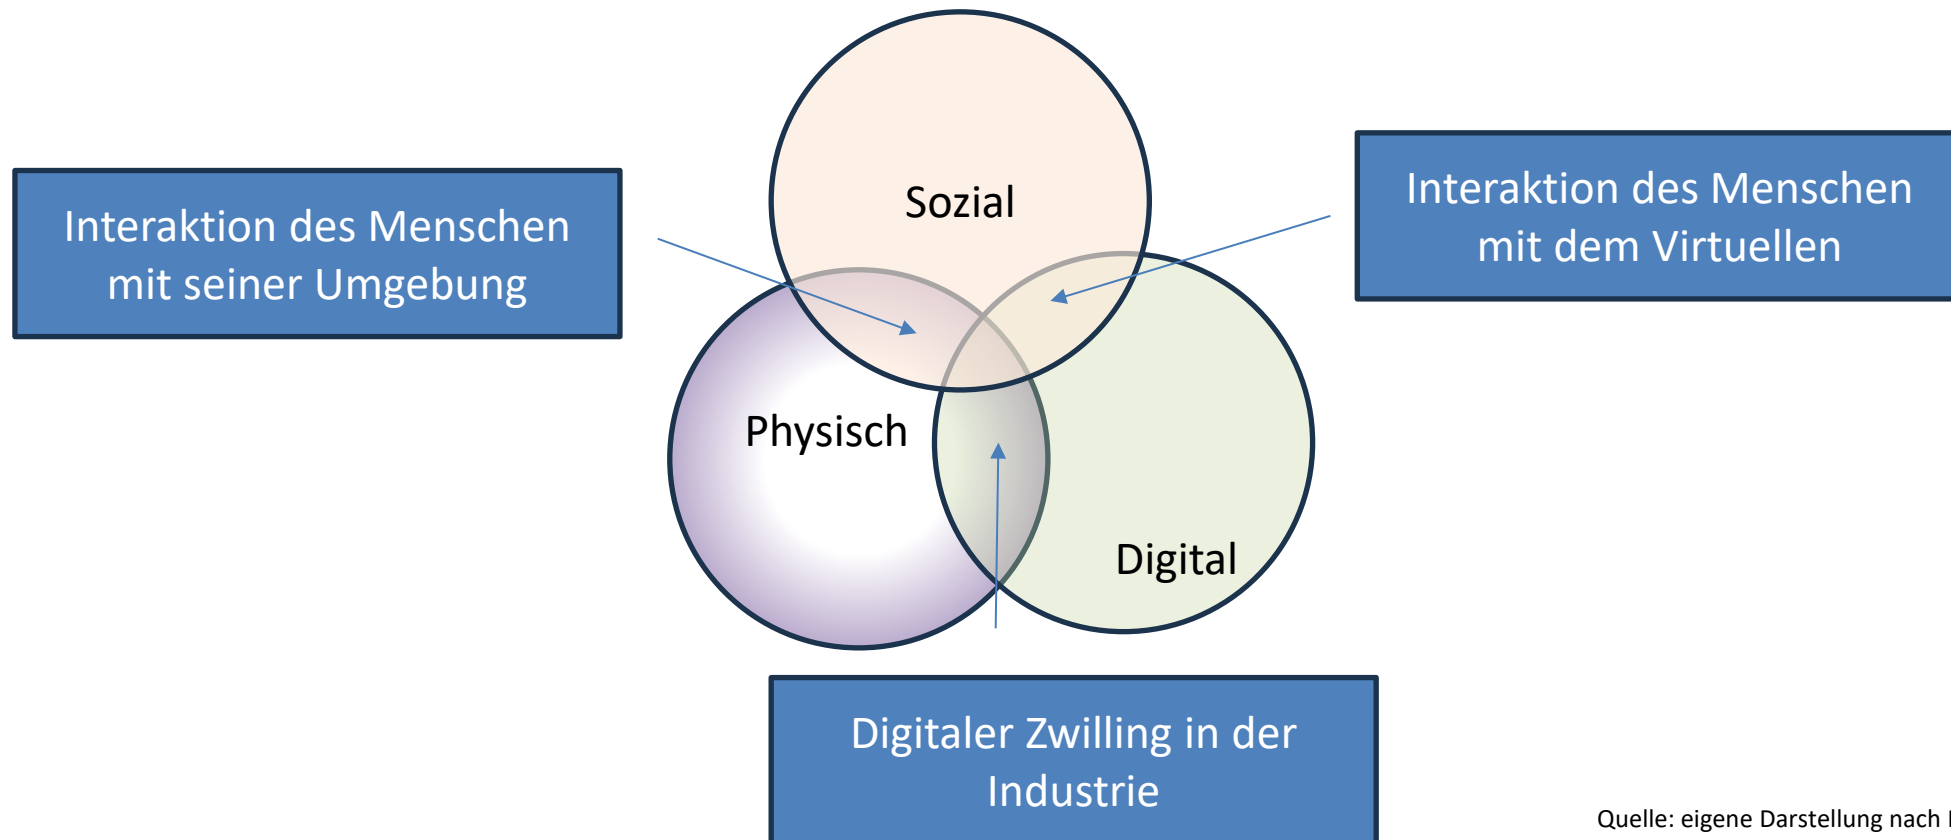 Sozial
Interaktion des Menschen
mit seiner Umgebung
Interaktion des Menschen
mit dem Virtuellen
Physisch
Digital
Digitaler Zwilling in der
Industrie
Quelle: eigene Darstellung nach